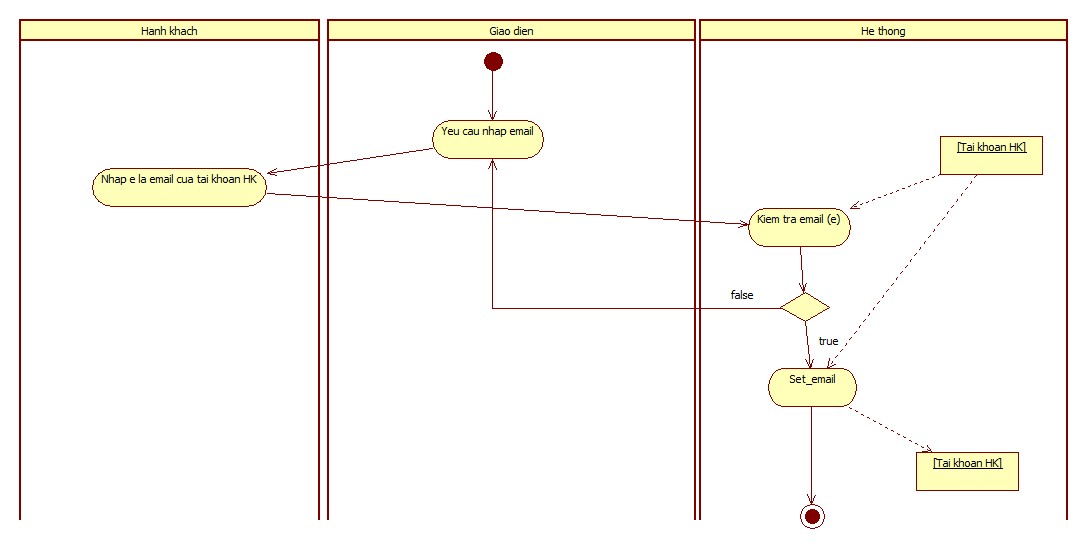 Hanh khach
Giao dien
He thong
Yeu cau nhap email
[Tai khoan HK]
Nhap e la email cua tai khoan HK
Kiem tra email (e)
false
true
Set_email
[Tai khoan HK]